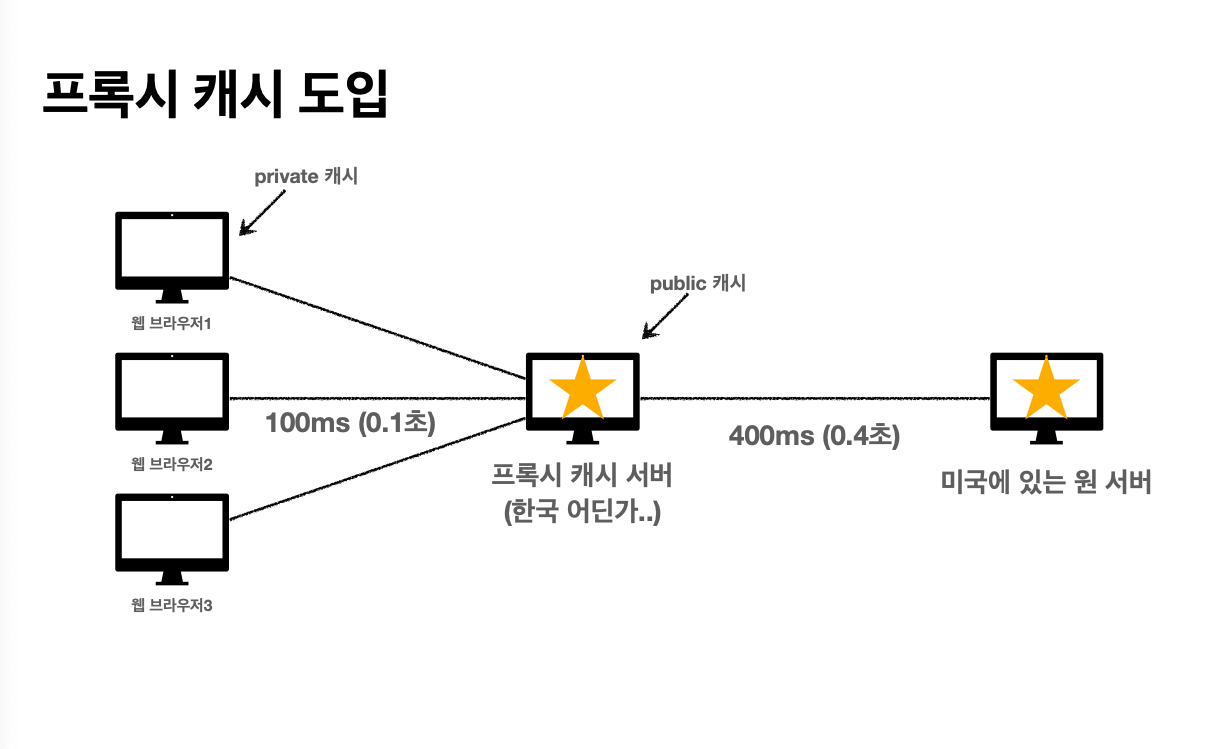 프록시 캐시 도입
private 캐시
웹 브라우저1
public 캐시
웹 브라우저2
100ms (0.1초)
400ms (0.4초)
프록시 캐시 서버
(한국 어딘가..)
미국에 있는 원 서버
웹 브라우저3